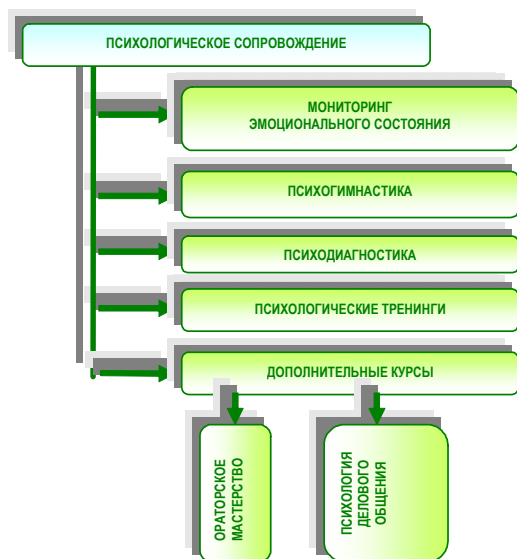 ПСИХОЛОГИЧЕСКОЕ СОПРОВОЖДЕНИЕ
МОНИТОРИНГ
ЭМОЦИОНАЛЬНОГО СОСТОЯНИЯ
ПСИХОГИМНАСТИКА
ПСИХОДИАГНОСТИКА
ПСИХОЛОГИЧЕСКИЕ ТРЕНИНГИ
ДОПОЛНИТЕЛЬНЫЕ КУРСЫ
ОРАТОРСКОЕ
МАСТЕРСТВО
ПСИХОЛОГИЯ
ДЕЛОВОГО
ОБЩЕНИЯ